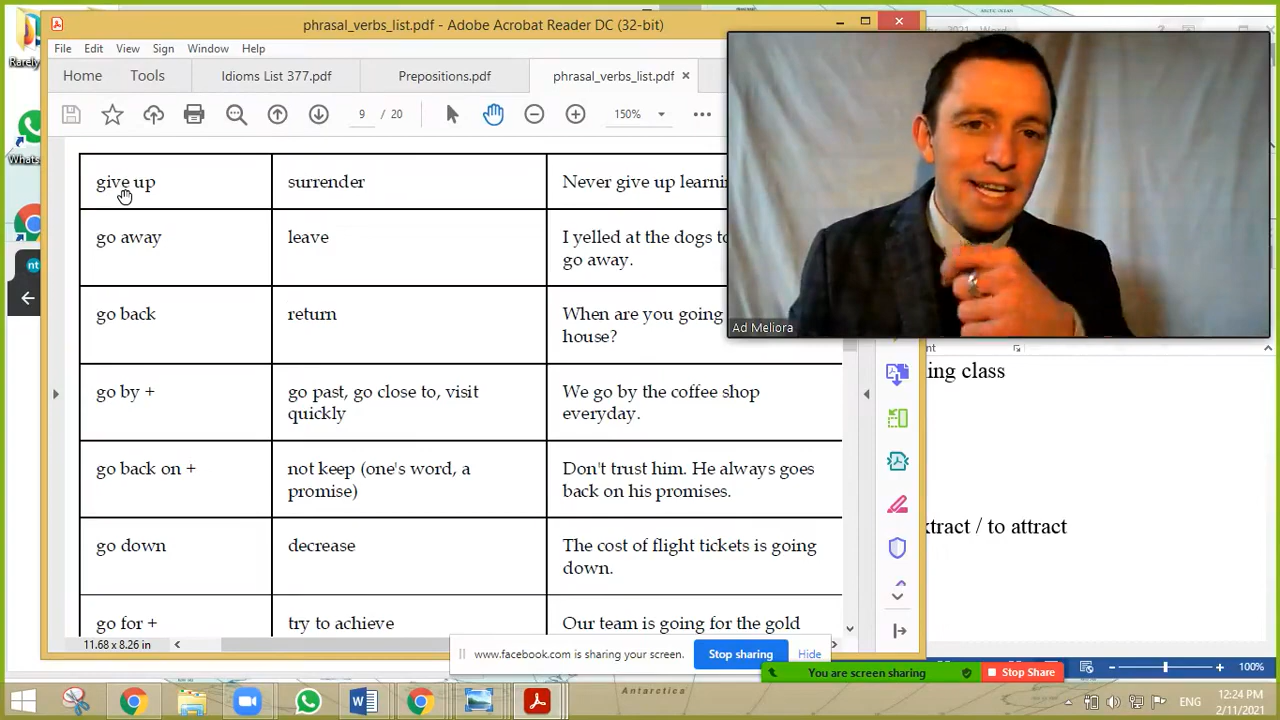 phrasal_verbs_list.pdf - Adobe Acrobat Reader DC (32-bit)
File Edit View Sign Window Help
Home Tools Idioms List 377.pdf Prepositions.pdf phrasal_verbs_list.pdf ×
9 / 20 150%
give up surrender Never give up learni
go away leave I yelled at the dogs to
go away.
go back return When are you going
house?
go by + go past, go close to, visit We go by the coffee shop
quickly everyday.
go back on + not keep (one's word, a Don't trust him. He always goes
promise) back on his promises.
go down decrease The cost of flight tickets is going
down.
go for + try to achieve Our team is going for the gold
11.68 x 8.26 in
Rarely
Whats
nt
Ad Meliora
nt
ing class
xtract / to attract
www.facebook.com is sharing your screen. Stop sharing Hide
You are screen sharing Stop Share
100%
Antarctica
ENG
12:24 PM
2/11/2021